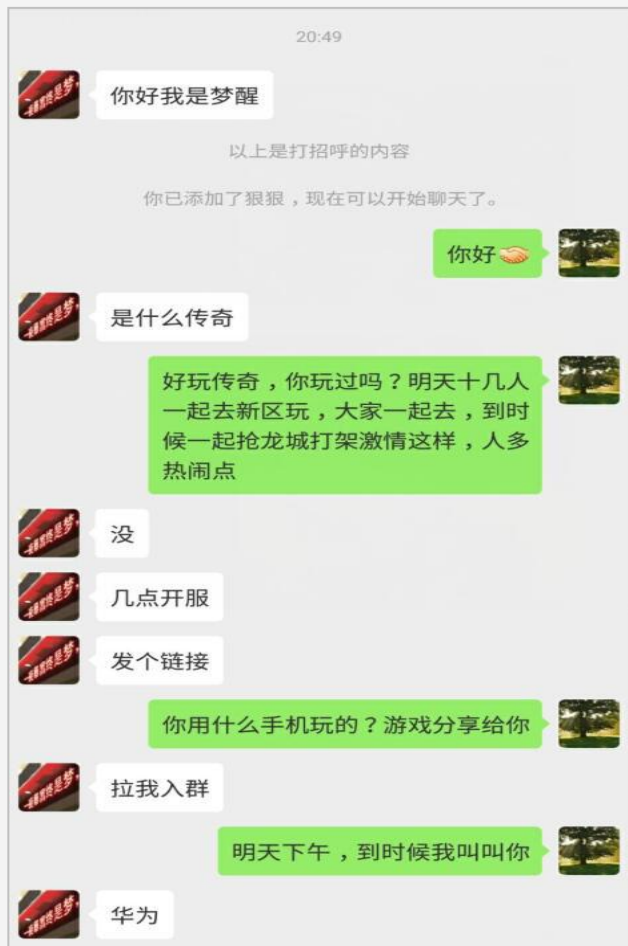 20:49
你好我是梦醒
以上是打招呼的内容
你已添加了狠狠，现在可以开始聊天了。
你好
是什么传奇
好玩传奇，你玩过吗？明天十几人
一起去新区玩，大家一起去，到时
候一起抢龙城打架激情这样，人多
热闹点
没
几点开服
发个链接
你用什么手机玩的？游戏分享给你
拉我入群
明天下午，到时候我叫叫你
华为